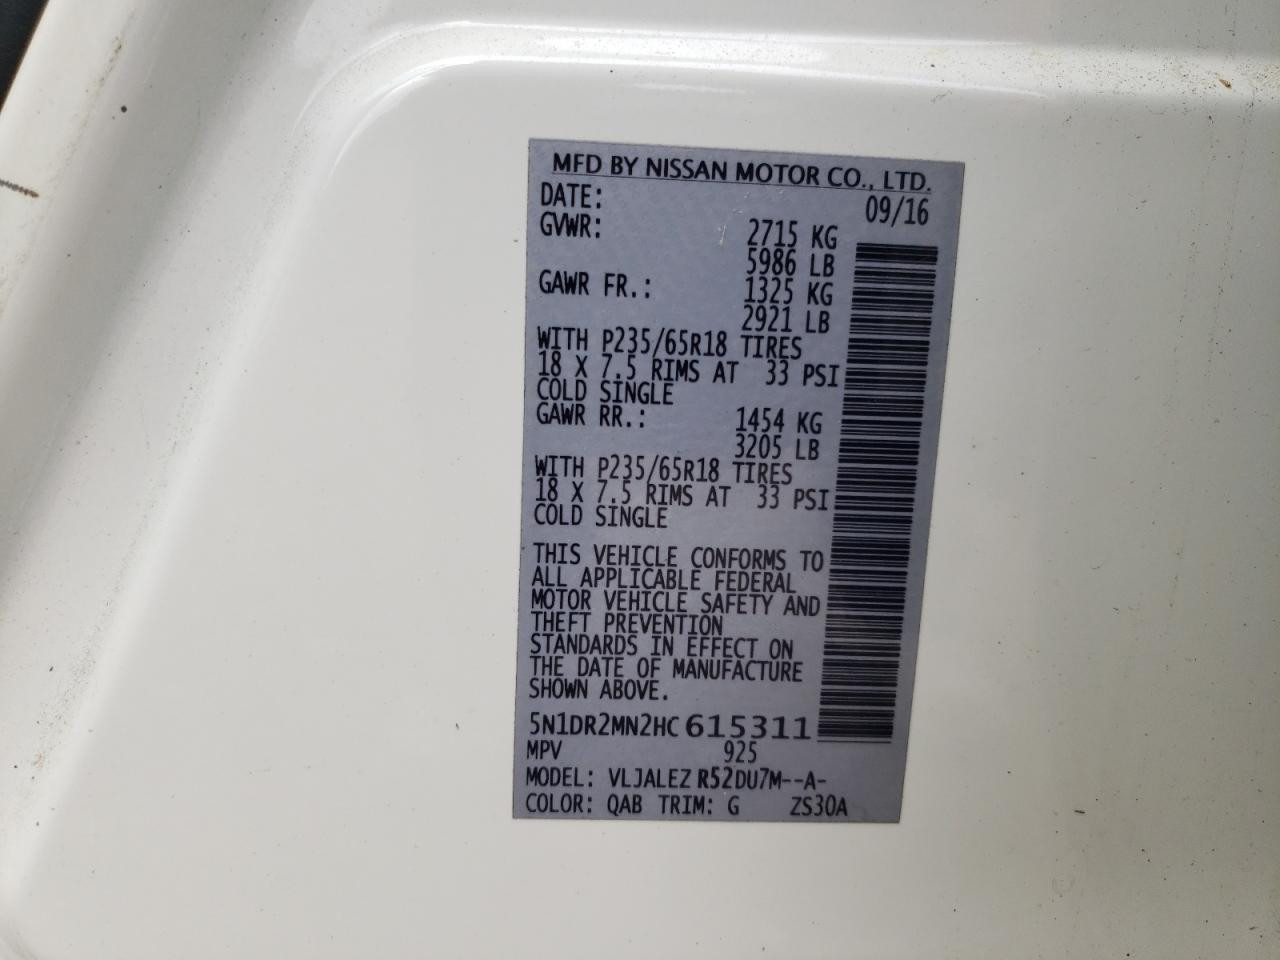 MFD BY NISSAN MOTOR CO., LTD.
DATE: 09/16
GVWR: 2715 KG
5986 LB
GAWR FR.: 1325 KG
2921 LB
WITH P235/65R18 TIRES
18 X 7.5 RIMS AT 33 PSI
COLD SINGLE
GAWR RR.: 1454 KG
3205 LB
WITH P235/65R18 TIRES
18 X 7.5 RIMS AT 33 PSI
COLD SINGLE
THIS VEHICLE CONFORMS TO
ALL APPLICABLE FEDERAL
MOTOR VEHICLE SAFETY AND
THEFT PREVENTION
STANDARDS IN EFFECT ON
THE DATE OF MANUFACTURE
SHOWN ABOVE.
5N1DR2MN2HC615311
MPV 925
MODEL: VLJALEZ R52DU7M--A-
COLOR: QAB TRIM: G ZS30A